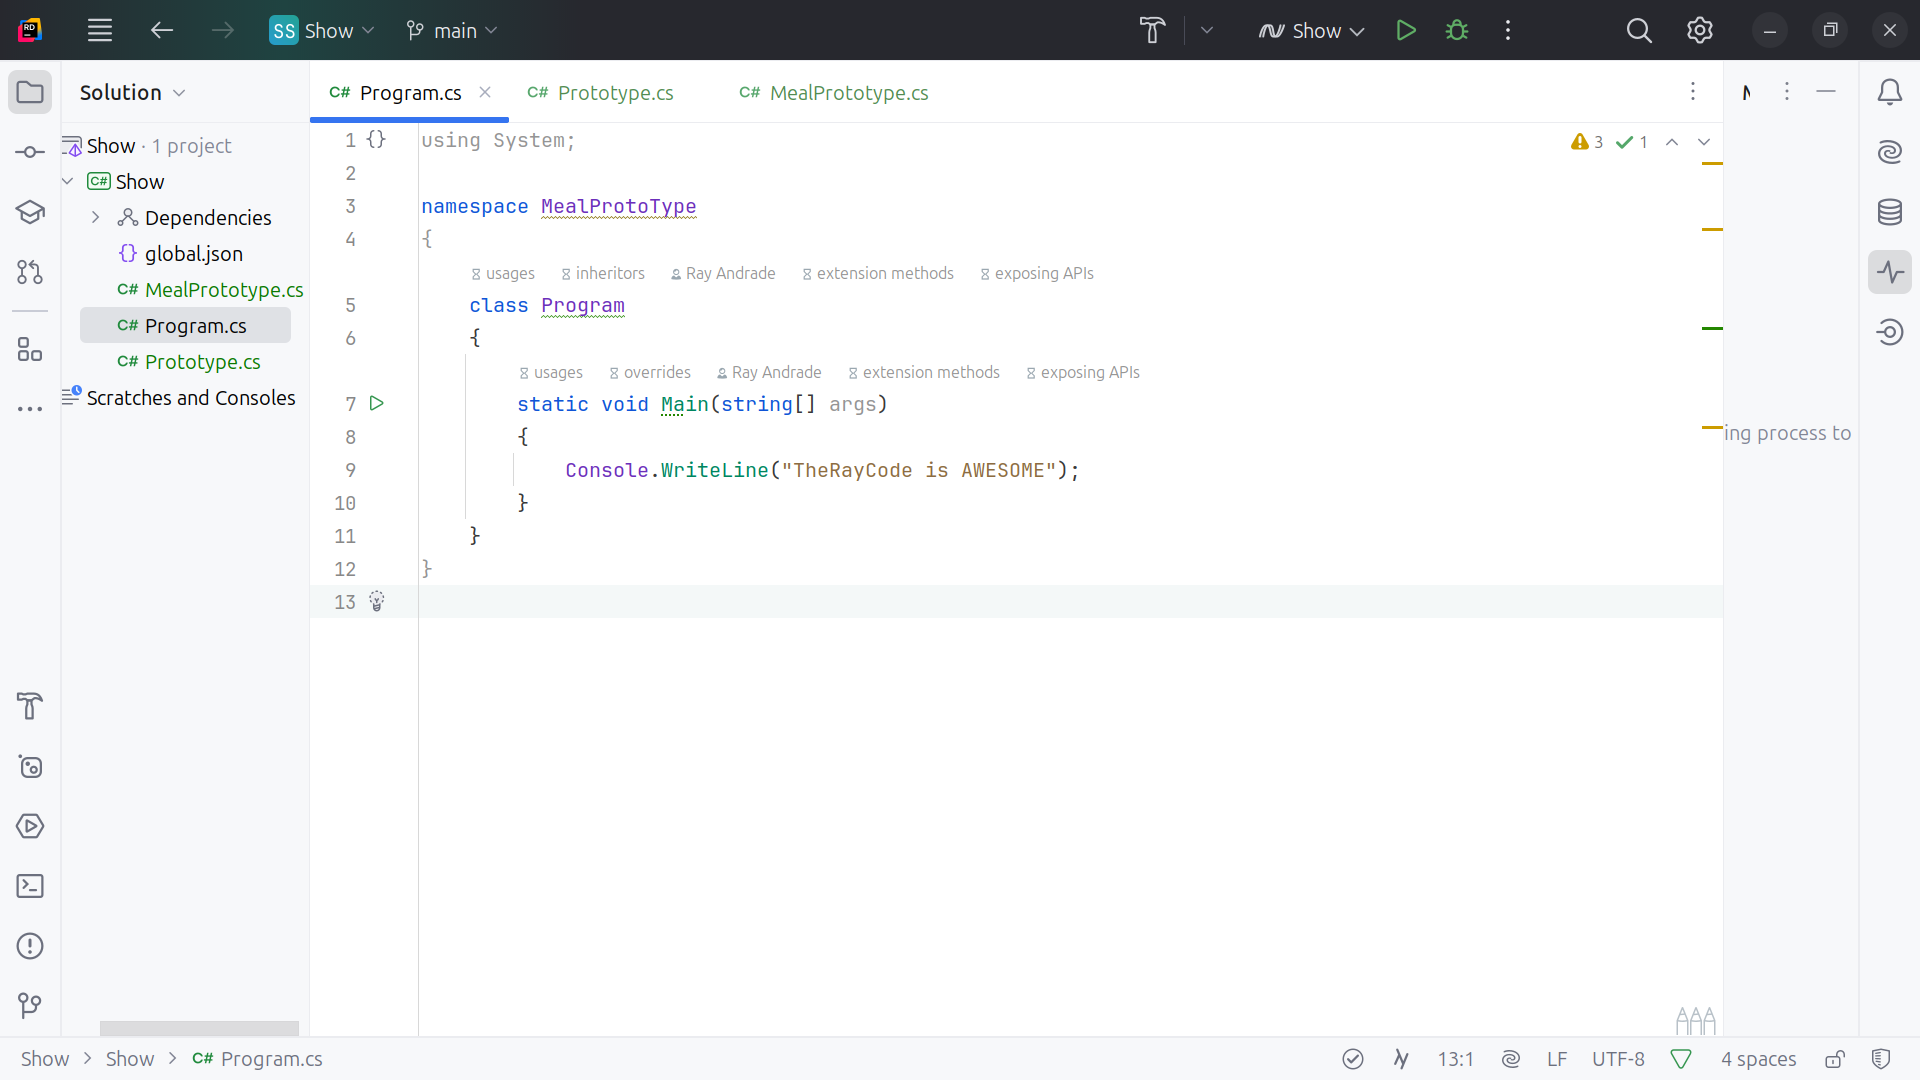 SS Show main Show
Solution
C# Program.cs C# Prototype.cs C# MealPrototype.cs
Show · 1 project
C# Show
Dependencies
{} global.json
C# MealPrototype.cs
C# Program.cs
C# Prototype.cs
Scratches and Consoles
3 1
1 {} using System;
2
3 namespace MealProtoType
4 {
usages inheritors Ray Andrade extension methods exposing APIs
5 class Program
6 {
usages overrides Ray Andrade extension methods exposing APIs
7 static void Main(string[] args)
8 {
9 Console.WriteLine("TheRayCode is AWESOME");
10 }
11 }
12 }
13
ing process to
Show > Show > C# Program.cs 13:1 LF UTF-8 4 spaces